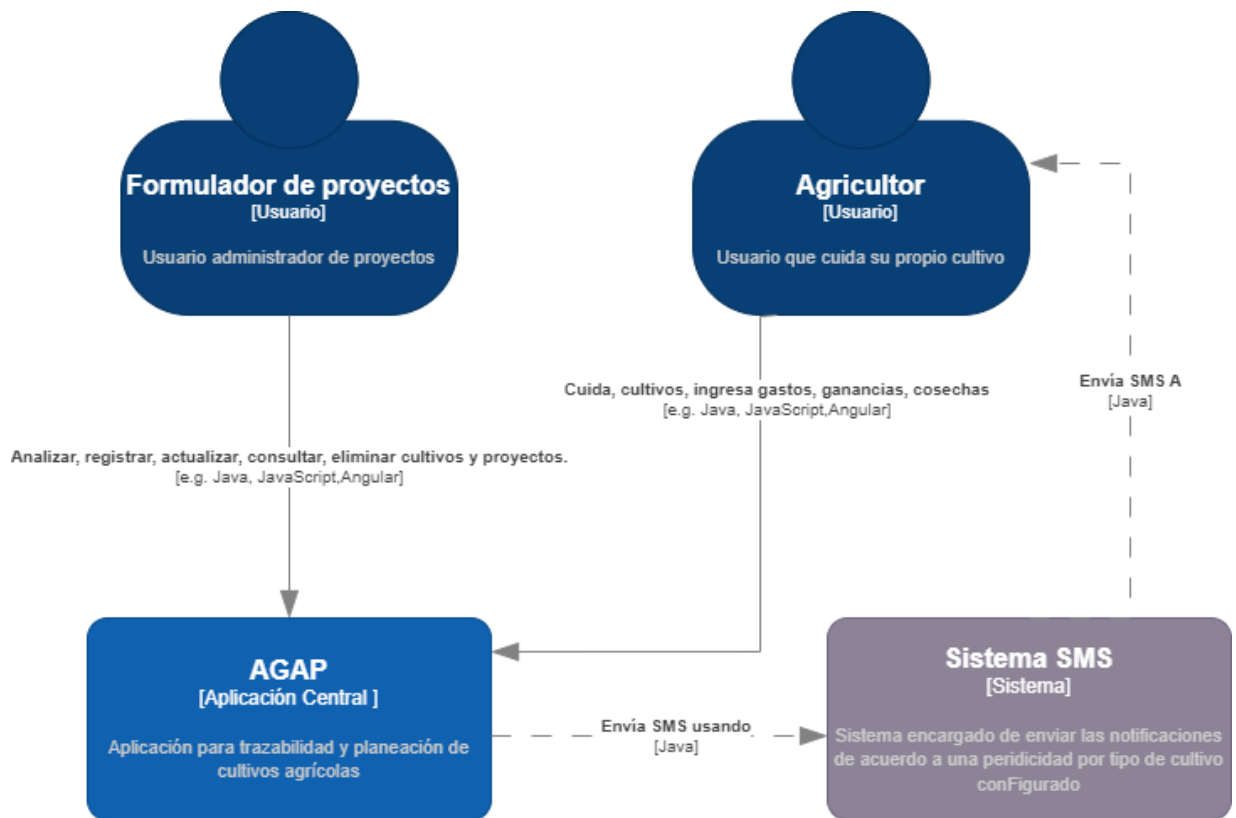 Formulador de proyectos
[Usuario]
Usuario administrador de proyectos
Agricultor
[Usuario]
Usuario que cuida su propio cultivo
Cuida, cultivos, ingresa gastos, ganancias, cosechas
[e.g. Java, JavaScript,Angular]
Envía SMS A
[Java]
Analizar, registrar, actualizar, consultar, eliminar cultivos y proyectos.
[e.g. Java, JavaScript,Angular]
AGAP
[Aplicación Central ]
Aplicación para trazabilidad y planeación de
cultivos agrícolas
Envía SMS usando
[Java]
Sistema SMS
[Sistema]
Sistema encargado de enviar las notificaciones
de acuerdo a una peridicidad por tipo de cultivo
conFigurado